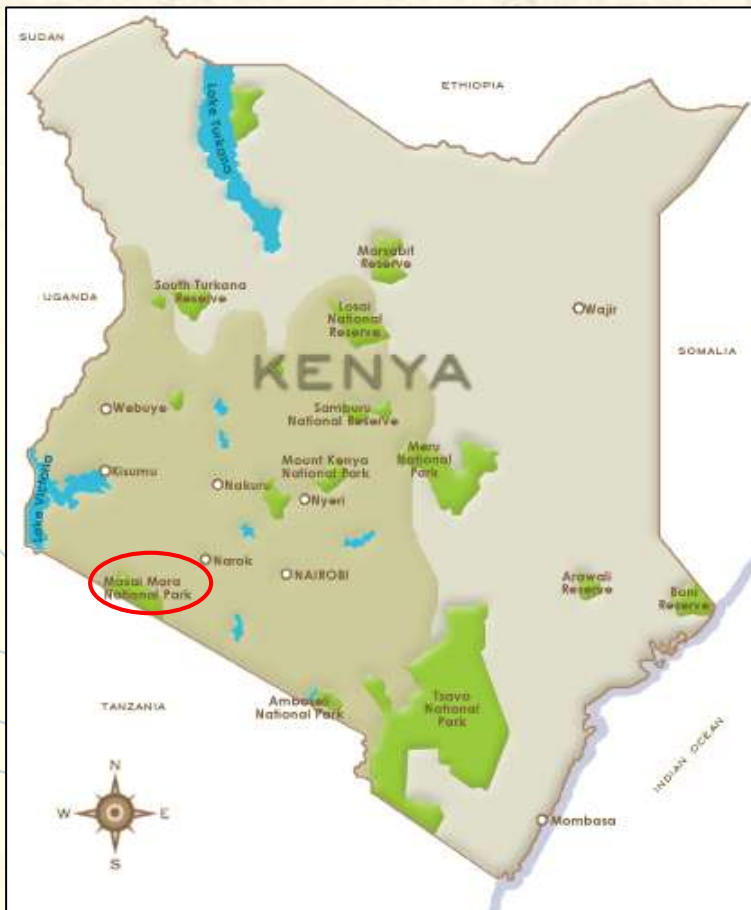 SUDAN
ETHIOPIA
Lake Turkana
Marsabit
Reserve
South Turkana
Reserve
UGANDA
Losai
National
Reserve
Wajir
SOMALIA
KENYA
Webuye
Samburu
National Reserve
Meru
National
Park
Mount Kenya
National Park
Kisumu
Lake Victoria
Nakuru
Nyeri
Narok
NAIROBI
Masai Mara
National Park
Arawali
Reserve
Boni
Reserve
Amboseli
National Park
Tsavo
National
Park
TANZANIA
INDIAN OCEAN
N
W
E
S
Mombasa